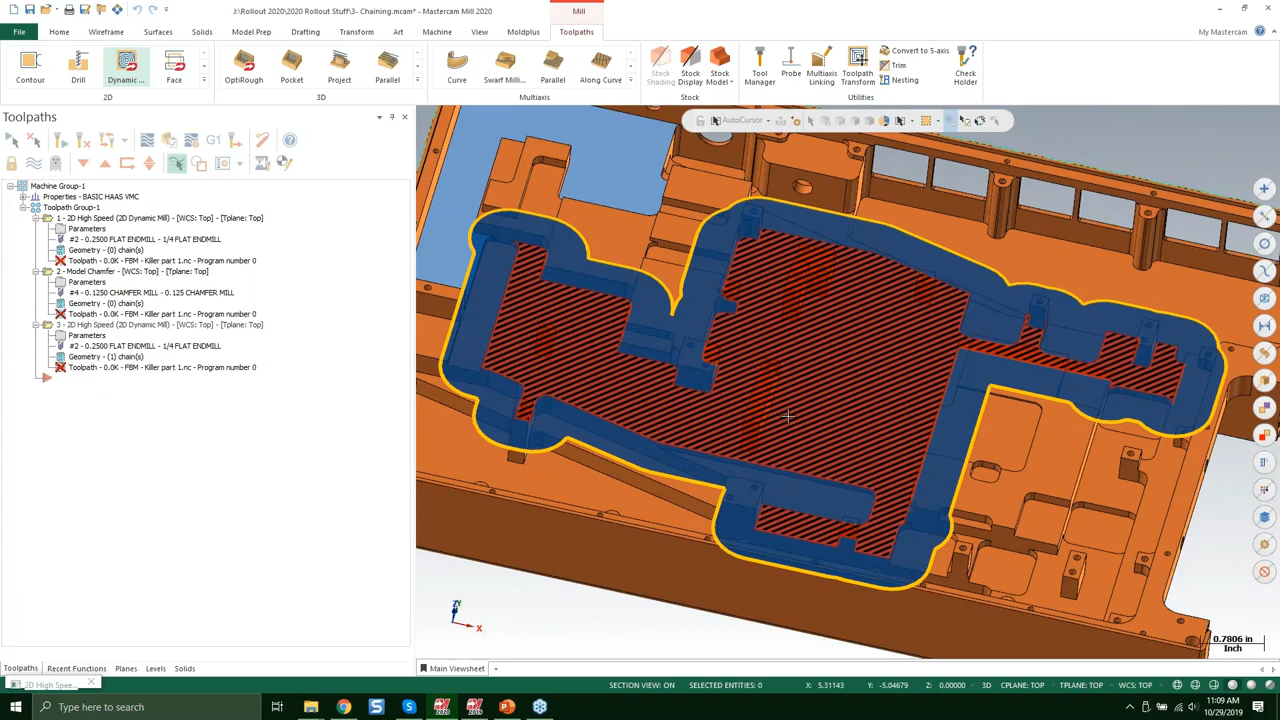 J:\Rollout 2020\2020 Rollout Stuff\3- Chaining.mcam* - Mastercam Mill 2020
Mill
File Home Wireframe Surfaces Solids Model Prep Drafting Transform Art Machine View Moldplus Toolpaths
My Mastercam
Contour Drill Dynamic ... Face
2D
OptiRough Pocket Project Parallel
3D
Curve Swarf Milli... Parallel Along Curve
Multiaxis
Stock Shading Stock Display Stock Model
Stock
Tool Manager Probe Multiaxis Linking Toolpath Transform
Convert to 5-axis
Trim
Nesting
Check Holder
Utilities
Toolpaths
AutoCursor
G1
Machine Group-1
Properties - BASIC HAAS VMC
Toolpath Group-1
1 - 2D High Speed (2D Dynamic Mill) - [WCS: Top] - [Tplane: Top]
Parameters
#2 - 0.2500 FLAT ENDMILL - 1/4 FLAT ENDMILL
Geometry - (0) chain(s)
Toolpath - 0.0K - FBM - Killer part 1.nc - Program number 0
2 - Model Chamfer - [WCS: Top] - [Tplane: Top]
Parameters
#4 - 0.1250 CHAMFER MILL - 0.125 CHAMFER MILL
Geometry - (0) chain(s)
Toolpath - 0.0K - FBM - Killer part 1.nc - Program number 0
3 - 2D High Speed (2D Dynamic Mill) - [WCS: Top] - [Tplane: Top]
Parameters
#2 - 0.2500 FLAT ENDMILL - 1/4 FLAT ENDMILL
Geometry - (1) chain(s)
Toolpath - 0.0K - FBM - Killer part 1.nc - Program number 0
X
0.7806 in
Inch
Toolpaths Recent Functions Planes Levels Solids
Main Viewsheet +
2D High Spee...
SECTION VIEW: ON SELECTED ENTITIES: 0 X: 5.31143 Y: -5.04679 Z: 0.00000 3D CPLANE: TOP TPLANE: TOP WCS: TOP
Type here to search
2020
2019
11:09 AM
10/29/2019